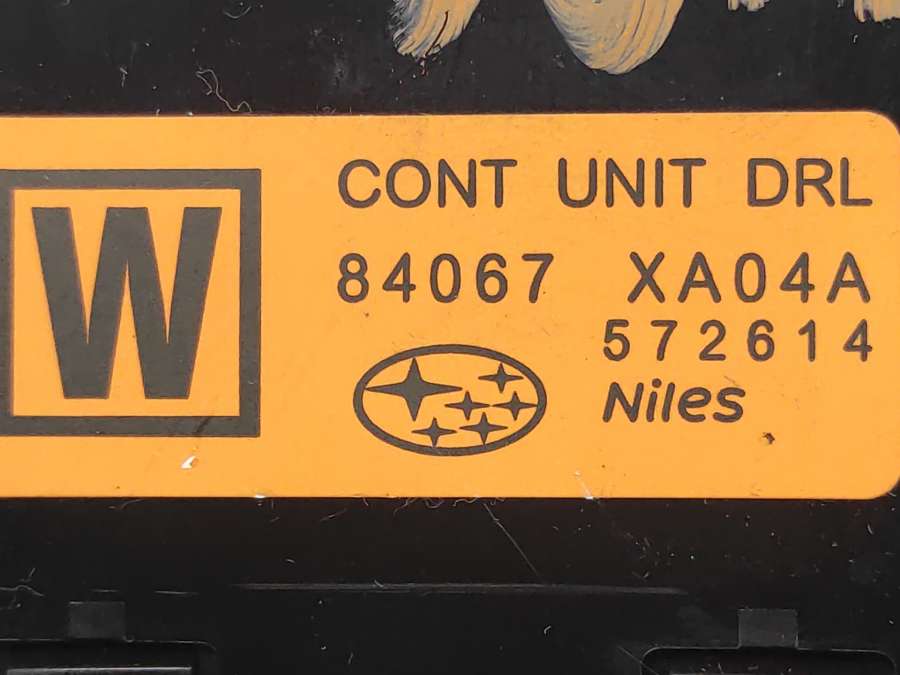 W
CONT UNIT DRL
84067 XA04A
572614
Niles